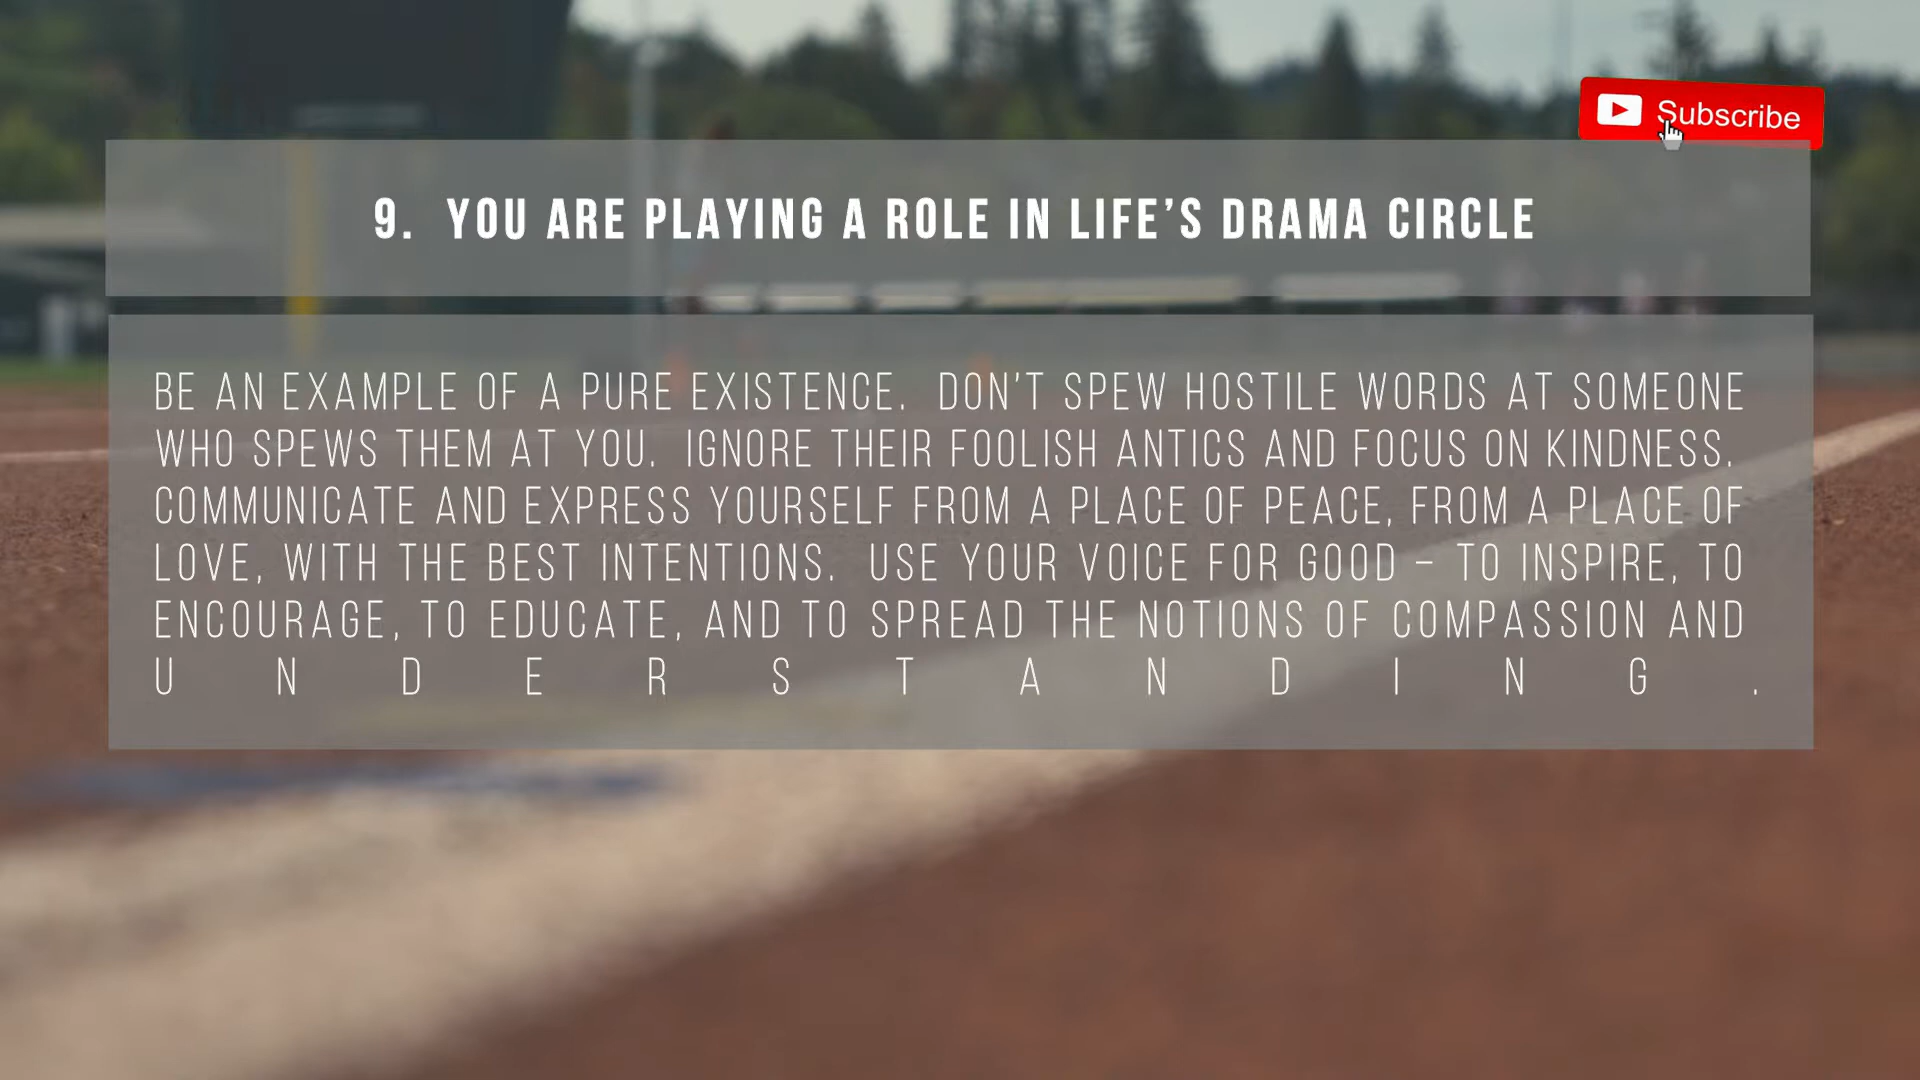 Subscribe
9. YOU ARE PLAYING A ROLE IN LIFE’S DRAMA CIRCLE
BE AN EXAMPLE OF A PURE EXISTENCE. DON'T SPEW HOSTILE WORDS AT SOMEONE
WHO SPEWS THEM AT YOU. IGNORE THEIR FOOLISH ANTICS AND FOCUS ON KINDNESS.
COMMUNICATE AND EXPRESS YOURSELF FROM A PLACE OF PEACE, FROM A PLACE OF
LOVE, WITH THE BEST INTENTIONS. USE YOUR VOICE FOR GOOD – TO INSPIRE, TO
ENCOURAGE, TO EDUCATE, AND TO SPREAD THE NOTIONS OF COMPASSION AND
UNDERSTANDING.